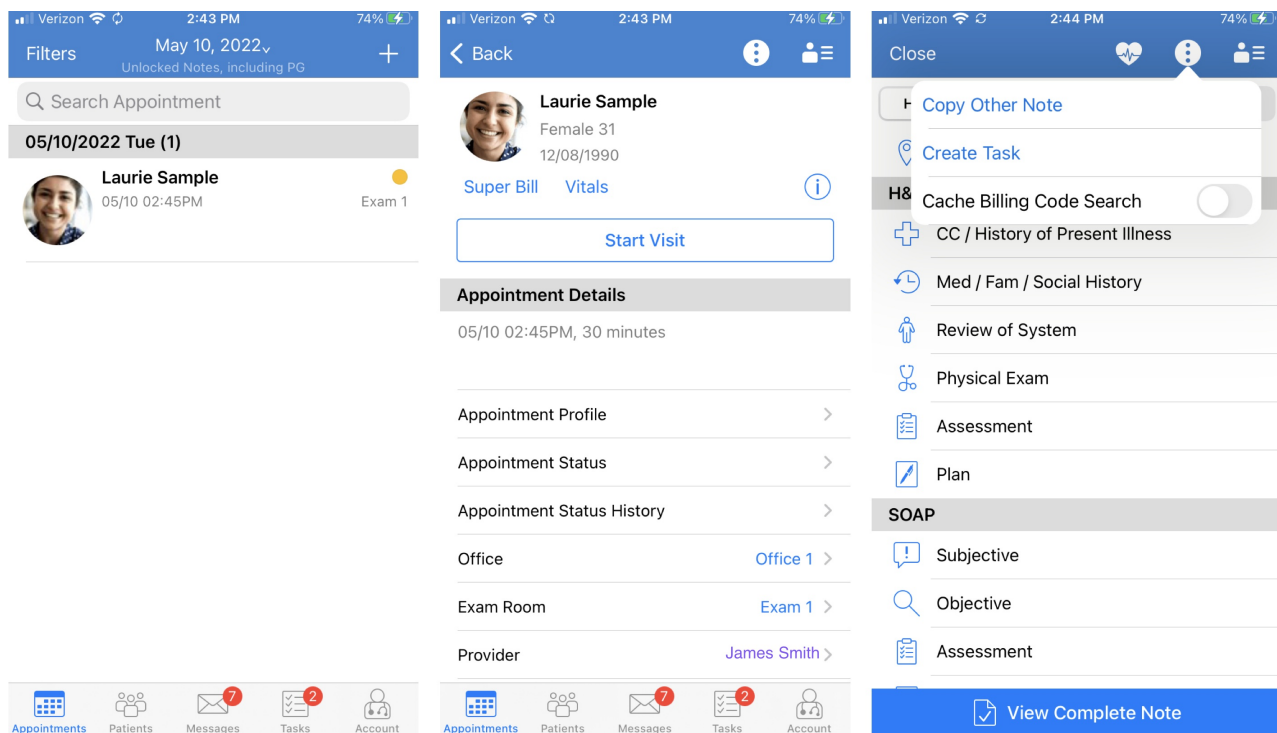 Verizon 2:43 PM 74%
Filters May 10, 2022 +
Unlocked Notes, including PG
Search Appointment
05/10/2022 Tue (1)
Laurie Sample
05/10 02:45PM Exam 1
Appointments Patients Messages 7 Tasks 2 Account
Verizon 2:43 PM 74%
Back
Laurie Sample
Female 31
12/08/1990
Super Bill Vitals i
Start Visit
Appointment Details
05/10 02:45PM, 30 minutes
Appointment Profile
Appointment Status
Appointment Status History
Office Office 1
Exam Room Exam 1
Provider James Smith
Appointments Patients Messages 7 Tasks 2 Account
Verizon 2:44 PM 74%
Close
H
Copy Other Note
Create Task
H&
Cache Billing Code Search
CC / History of Present Illness
Med / Fam / Social History
Review of System
Physical Exam
Assessment
Plan
SOAP
Subjective
Objective
Assessment
View Complete Note